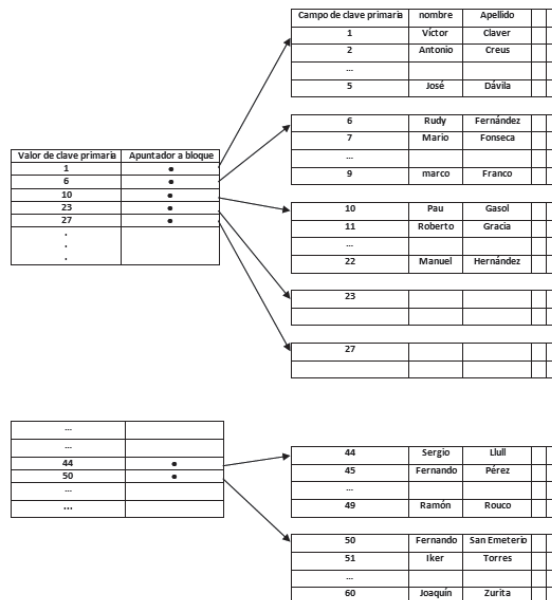 Campo de clave primaria nombre Apellido
1 Víctor Claver
2 Antonio Creus
...
5 José Dávila
6 Rudy Fernández
7 Mario Fonseca
...
9 marco Franco
Valor de clave primaria Apuntador a bloque
1 •
6 •
10 •
23 •
27 •
.
.
.
10 Pau Gasol
11 Roberto Gracia
...
22 Manuel Hernández
23
27
...
...
44 •
50 •
...
...
44 Sergio Llull
45 Fernando Pérez
...
49 Ramón Rouco
50 Fernando San Emeterio
51 Iker Torres
...
60 Joaquín Zurita